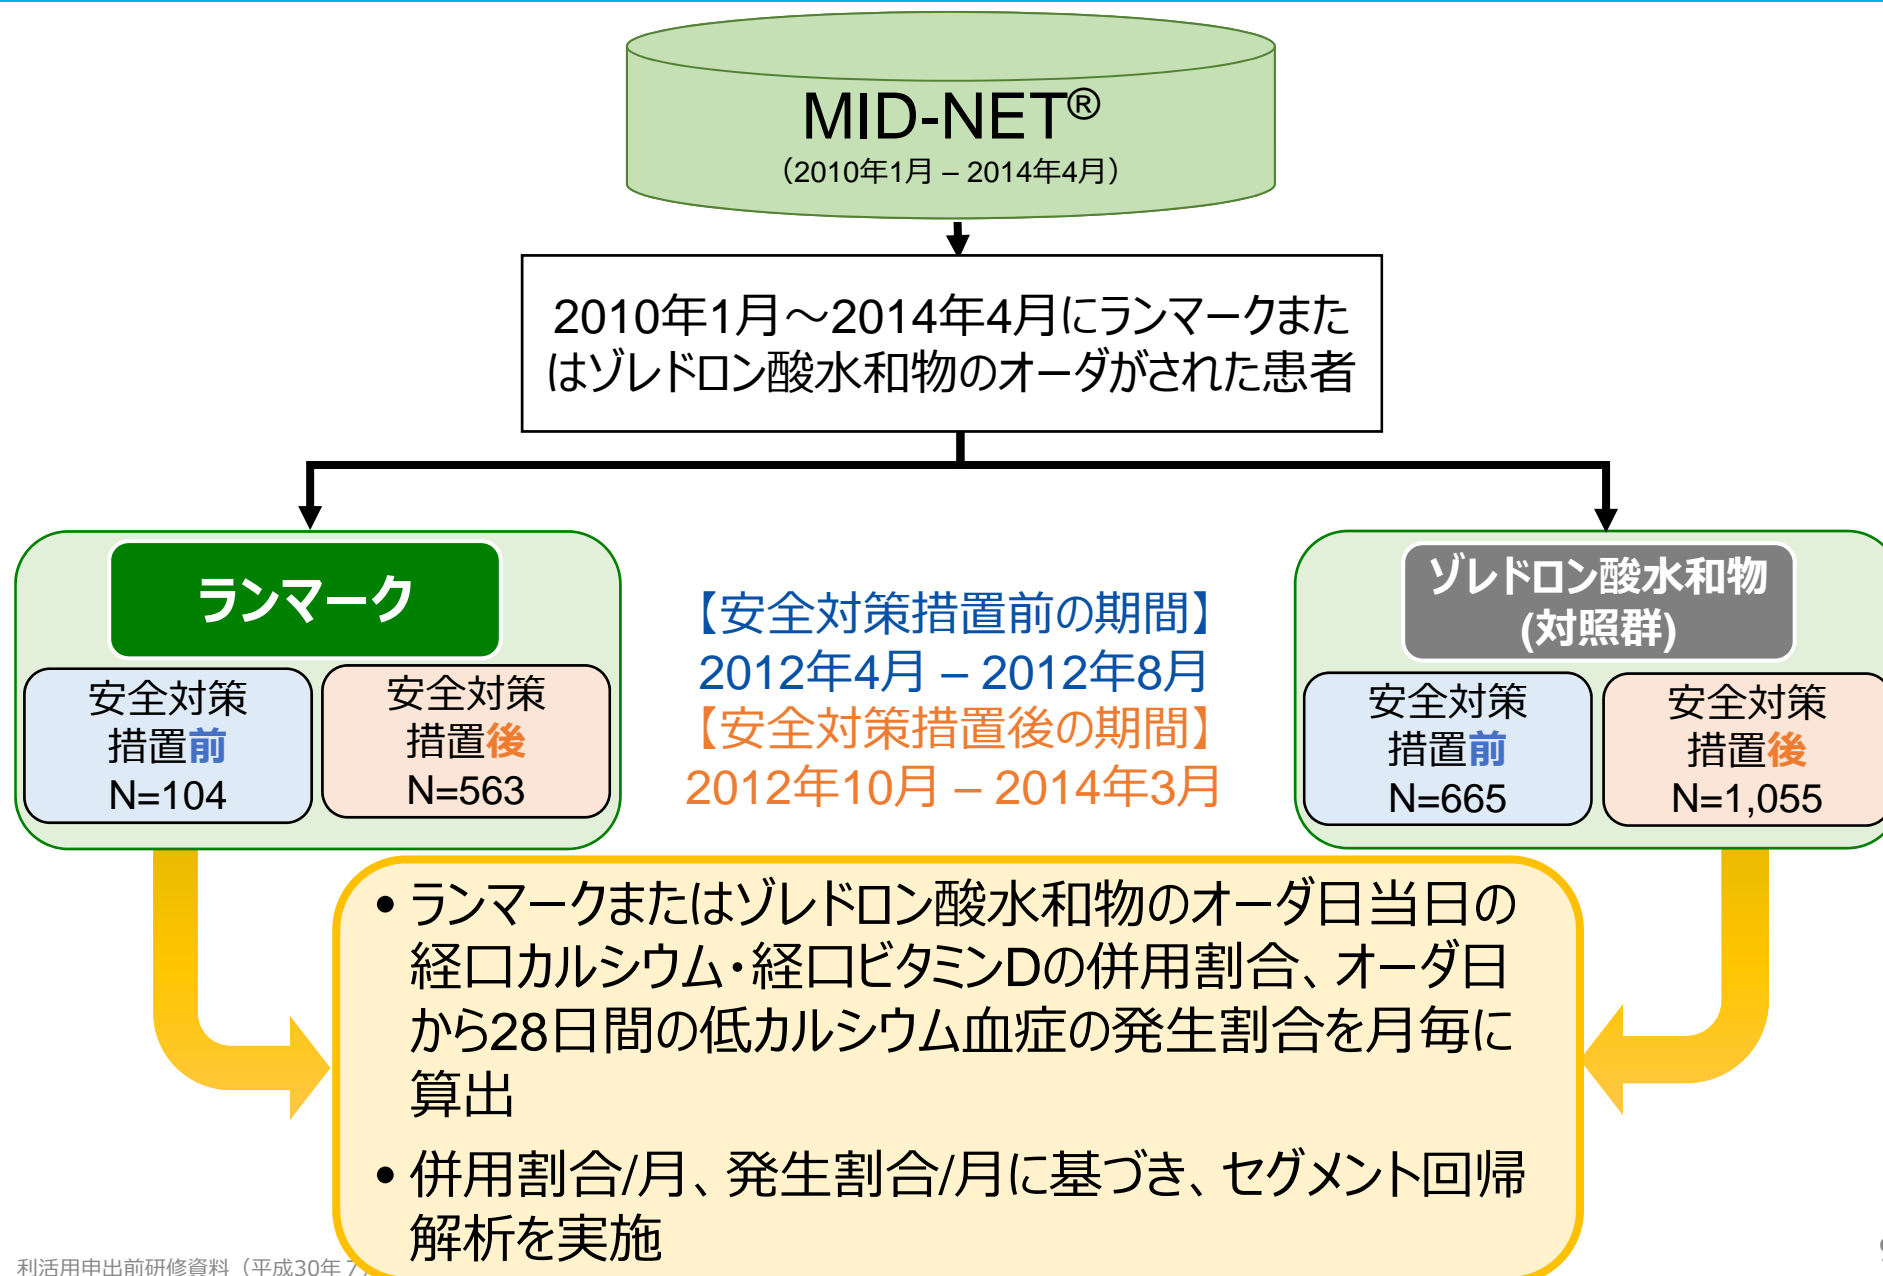 MID-NET®
（2010年1月 – 2014年4月）
2010年1月～2014年4月にランマークまた
はゾレドロン酸水和物のオーダがされた患者
ランマーク
安全対策
措置前
N=104
安全対策
措置後
N=563
【安全対策措置前の期間】
2012年4月 – 2012年8月
【安全対策措置後の期間】
2012年10月 – 2014年3月
ゾレドロン酸水和物
(対照群)
安全対策
措置前
N=665
安全対策
措置後
N=1,055
• ランマークまたはゾレドロン酸水和物のオーダ日当日の
経口カルシウム・経口ビタミンDの併用割合、オーダ日
から28日間の低カルシウム血症の発生割合を月毎に
算出
• 併用割合/月、発生割合/月に基づき、セグメント回帰
解析を実施
利活用申出前研修資料（平成30年7